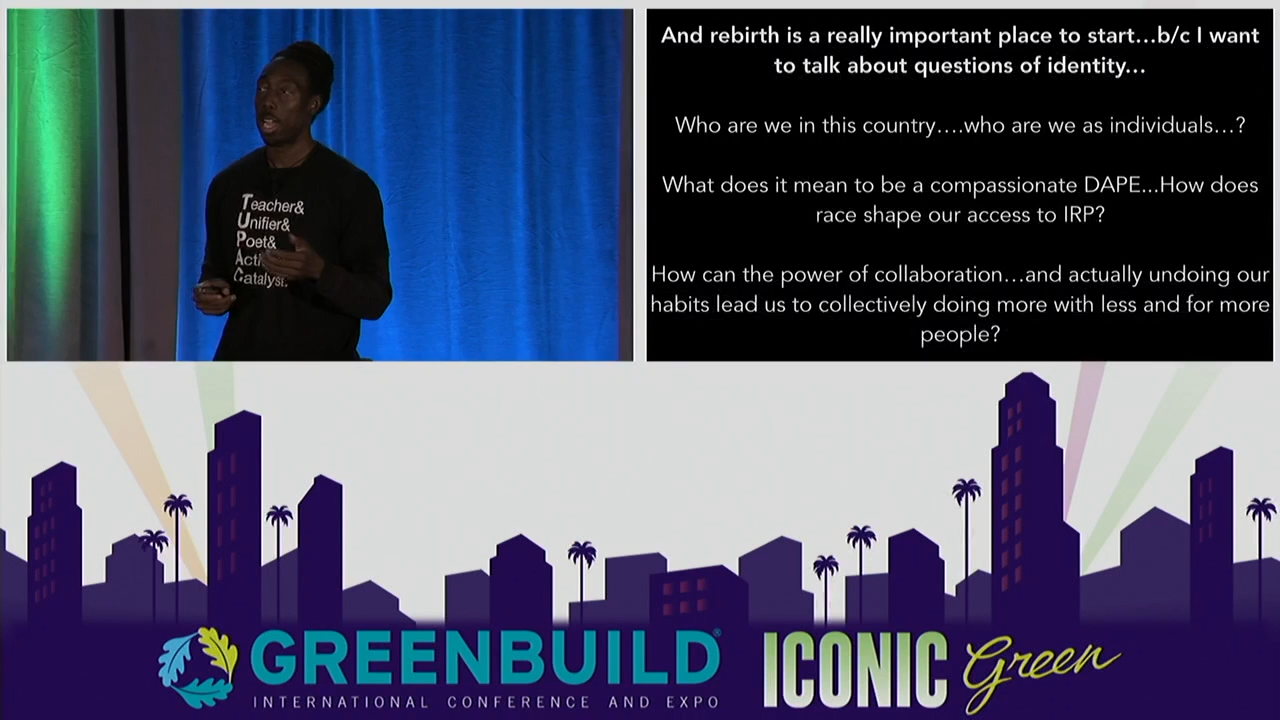 Teacher&
Unifier&
Poet&
Catalyst.
And rebirth is a really important place to start...b/c I want
to talk about questions of identity...
Who are we in this country....who are we as individuals...?
What does it mean to be a compassionate DAPE...How does
race shape our access to IRP?
How can the power of collaboration...and actually undoing our
habits lead us to collectively doing more with less and for more
people?
GREENBUILD®
INTERNATIONAL CONFERENCE AND EXPO
ICONIC Green